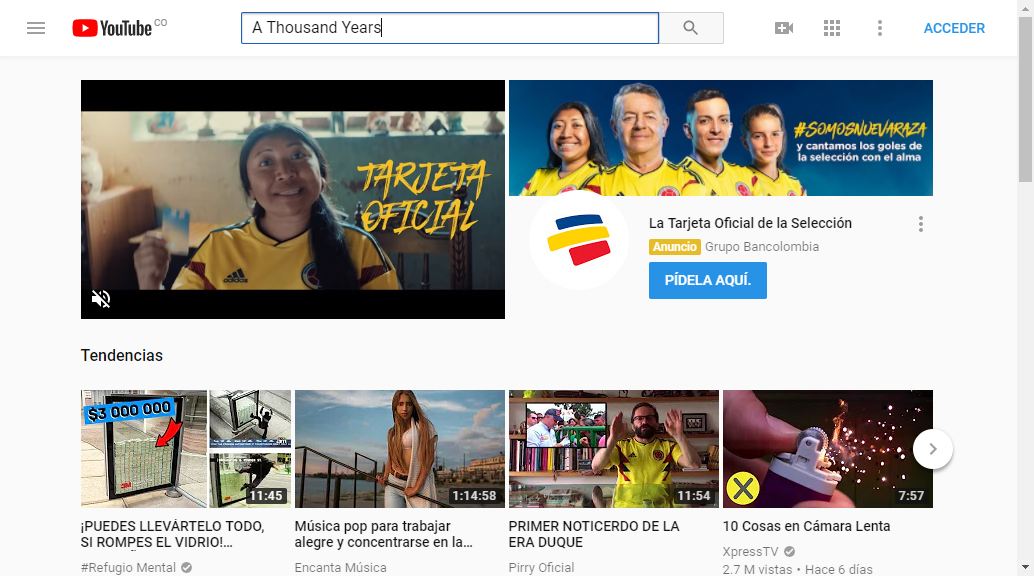 YouTube CO
A Thousand Years
ACCEDER
TARJETA
OFICIAL
#SOMOSNUEVARAZA
y cantamos los goles de
la selección con el alma
adidas
La Tarjeta Oficial de la Selección
Anuncio Grupo Bancolombia
PÍDELA AQUÍ.
Tendencias
$3 000 000
3M
11:45
1:14:58
11:54
7:57
¡PUEDES LLEVÁRTELO TODO,
SI ROMPES EL VIDRIO!…
#Refugio Mental
Música pop para trabajar
alegre y concentrarse en la…
Encanta Música
PRIMER NOTICERDO DE LA
ERA DUQUE
Pirry Oficial
10 Cosas en Cámara Lenta
XpressTV
2.7 M vistas • Hace 6 días